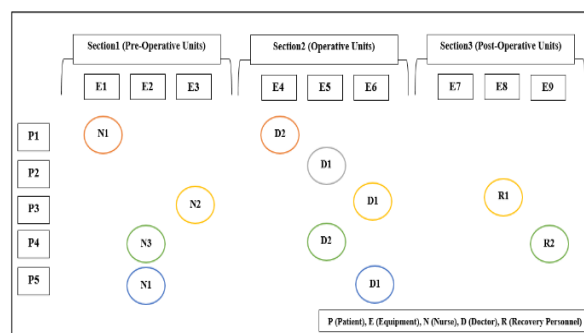 Section1 (Pre-Operative Units) Section2 (Operative Units) Section3 (Post-Operative Units)
E1 E2 E3 E4 E5 E6 E7 E8 E9
P1 N1 D2
P2 D1
P3 N2 D1 R1
P4 N3 D2 R2
P5 N1 D1
P (Patient), E (Equipment), N (Nurse), D (Doctor), R (Recovery Personnel)